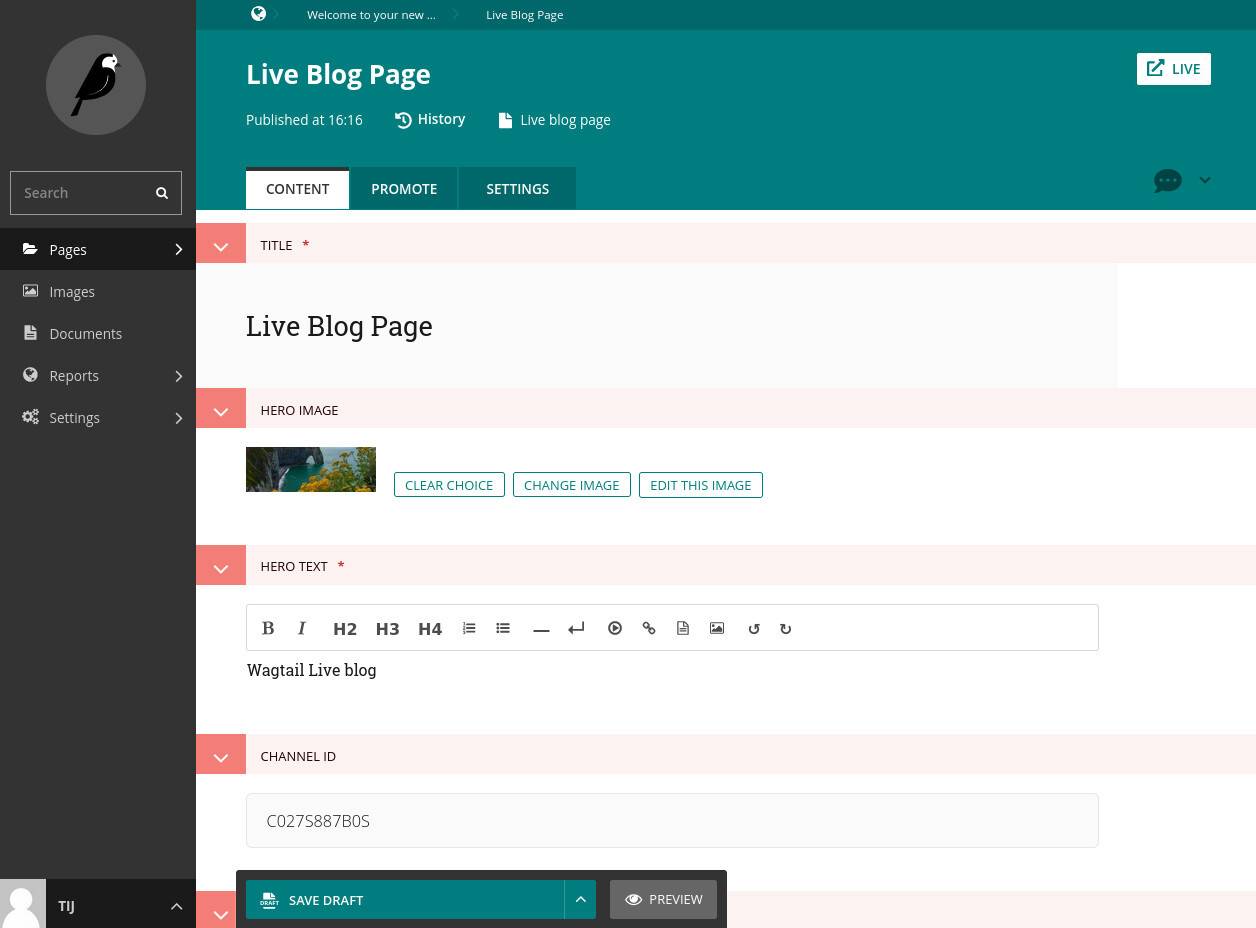 Welcome to your new ...
Live Blog Page
Live Blog Page
LIVE
Published at 16:16
History
Live blog page
CONTENT
PROMOTE
SETTINGS
Search
Pages
Images
Documents
Reports
Settings
TITLE *
Live Blog Page
HERO IMAGE
CLEAR CHOICE
CHANGE IMAGE
EDIT THIS IMAGE
HERO TEXT *
B I H2 H3 H4
Wagtail Live blog
CHANNEL ID
C027S887B0S
DRAFT
SAVE DRAFT
PREVIEW
TIJ